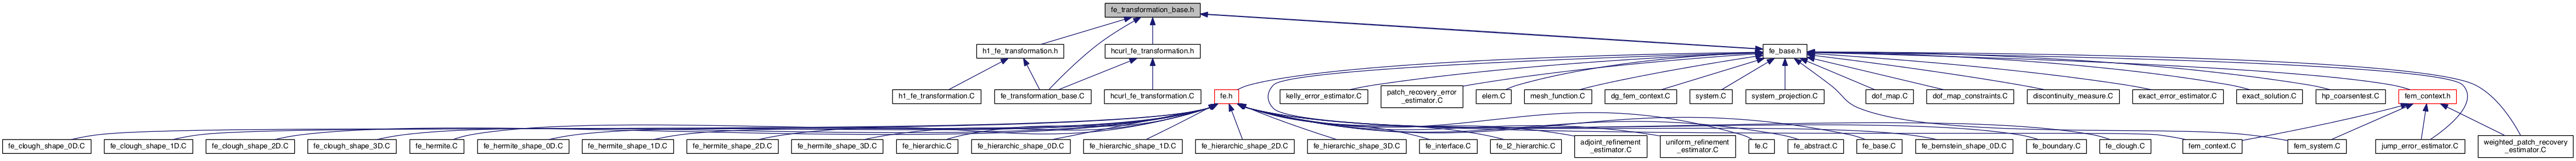 fe_transformation_base.h
h1_fe_transformation.h
hcurl_fe_transformation.h
fe_base.h
h1_fe_transformation.C
fe_transformation_base.C
hcurl_fe_transformation.C
fe.h
kelly_error_estimator.C
patch_recovery_error
_estimator.C
elem.C
mesh_function.C
dg_fem_context.C
system.C
system_projection.C
dof_map.C
dof_map_constraints.C
discontinuity_measure.C
exact_error_estimator.C
exact_solution.C
hp_coarsentest.C
fem_context.h
fe_clough_shape_0D.C
fe_clough_shape_1D.C
fe_clough_shape_2D.C
fe_clough_shape_3D.C
fe_hermite.C
fe_hermite_shape_0D.C
fe_hermite_shape_1D.C
fe_hermite_shape_2D.C
fe_hermite_shape_3D.C
fe_hierarchic.C
fe_hierarchic_shape_0D.C
fe_hierarchic_shape_1D.C
fe_hierarchic_shape_2D.C
fe_hierarchic_shape_3D.C
fe_interface.C
fe_l2_hierarchic.C
adjoint_refinement
_estimator.C
uniform_refinement
_estimator.C
fe.C
fe_abstract.C
fe_base.C
fe_bernstein_shape_0D.C
fe_boundary.C
fe_clough.C
fem_context.C
fem_system.C
jump_error_estimator.C
weighted_patch_recovery
_error_estimator.C